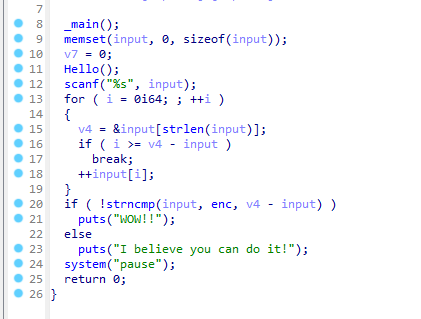 7
8 _main();
9 memset(input, 0, sizeof(input));
10 v7 = 0;
11 Hello();
12 scanf("%s", input);
13 for ( i = 0i64; ; ++i )
14 {
15 v4 = &input[strlen(input)];
16 if ( i >= v4 - input )
17 break;
18 ++input[i];
19 }
20 if ( !strncmp(input, enc, v4 - input) )
21 puts("WOW!!");
22 else
23 puts("I believe you can do it!");
24 system("pause");
25 return 0;
26 }